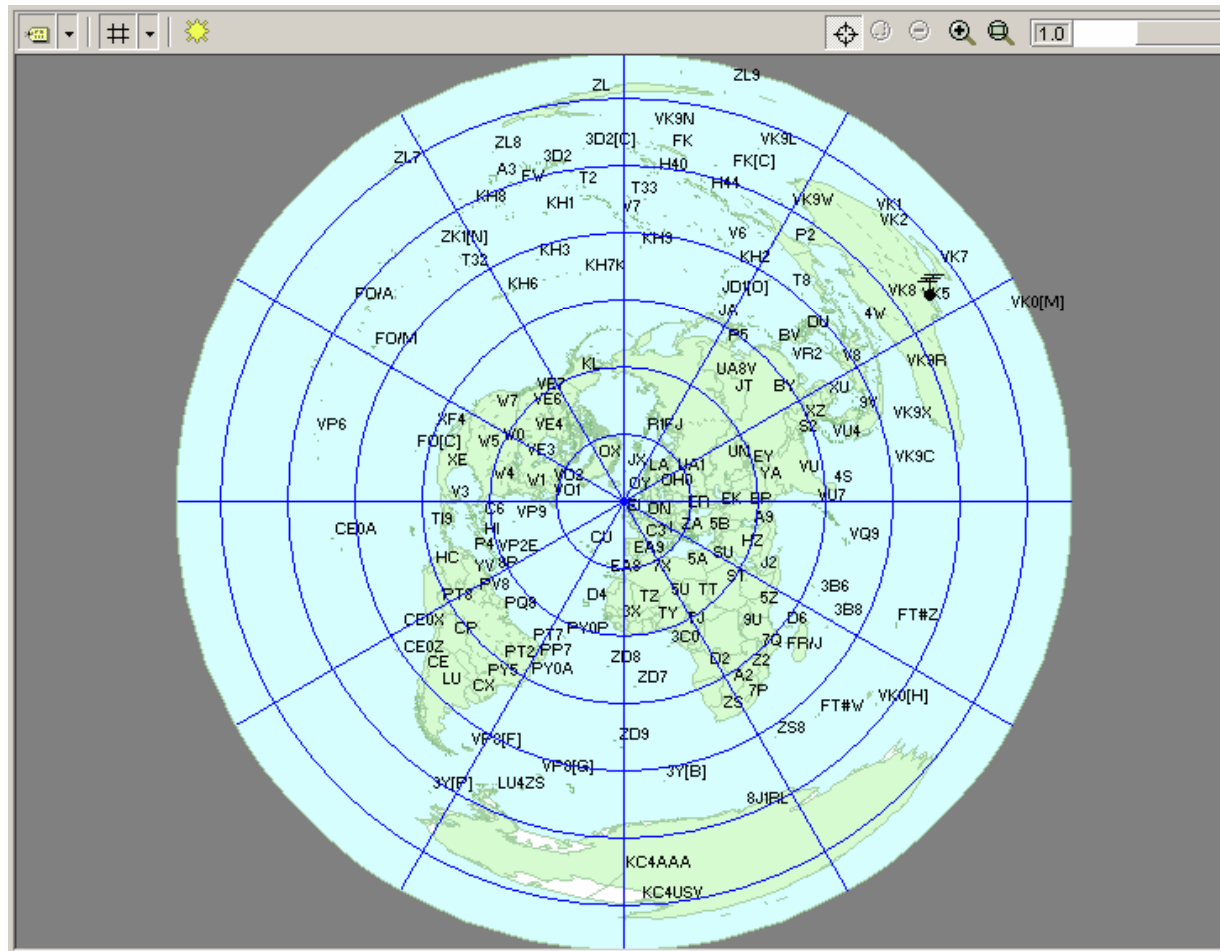 1.0
ZL9
ZL
VK9N
3D2[C]
FK
VK9L
ZL8
ZL7
3D2
FK[C]
A3
FW
H40
T2
H44
T33
KH8
KH1
V7
VK9W
VK1
VK2
ZK1[N]
KH9
V6
P2
KH3
T32
KH2
VK7
KH7K
KH6
T8
JD1[O]
VK8
VK5
FO/A
VK0[M]
JA
4W
DU
FO/M
P5
BV
VR2
V8
KL
VK9R
UA8V
JT
BY
XU
VE7
W7
VE6
9V
XZ
VK9X
XF4
VP6
VE4
R1FJ
S2
VU4
W0
FO[C]
W5
VE3
OX
UN
EY
VK9C
XE
JX
LA
UA1
VU
W4
YA
4S
W1
VO2
OY
OH0
V3
VO1
VU7
EI
ON
ER
EK
BP
C6
VP9
TI9
A9
CE0A
HI
C3
ZA
5B
VQ9
CU
HZ
P4
VP2E
EA9
SU
HC
YV
8R
EA8
7X
5A
J2
ST
PV8
3B6
PT8
D4
TZ
5U
TT
5Z
PQ8
3X
TY
3B8
CE0X
TJ
9U
D6
FT#Z
CP
PT7
PY0P
3C0
7Q
FR/J
CE0Z
PT2
PP7
ZD8
D2
Z2
CE
PY5
PY0A
LU
ZD7
A2
CX
7P
VK0[H]
ZS
FT#W
ZS8
VP8[F]
ZD9
VP8[G]
3Y[B]
3Y[P]
LU4ZS
8J1RL
KC4AAA
KC4USV